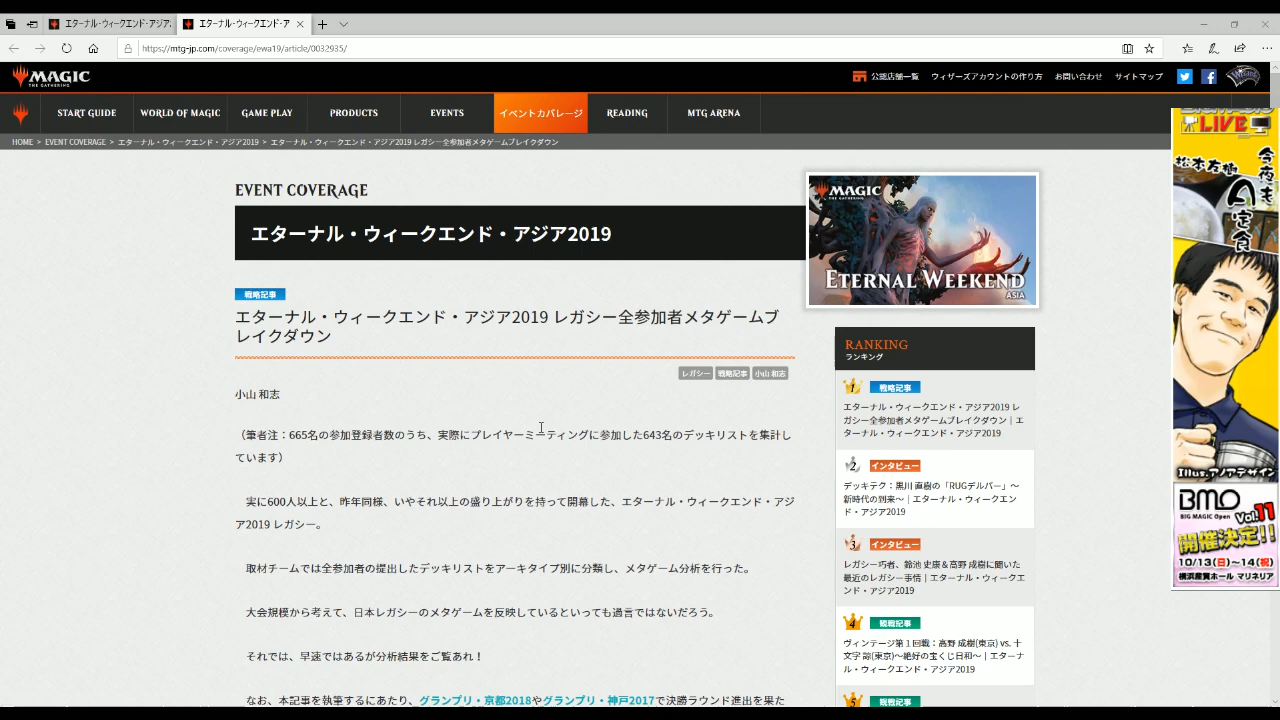 エターナル・ウィークエンド・アジア
エターナル・ウィークエンド・ア
https://mtg-jp.com/coverage/ewa19/article/0032935/
MAGIC
THE GATHERING
公認店舗一覧
ウィザーズアカウントの作り方
お問い合わせ
サイトマップ
START GUIDE
WORLD OF MAGIC
GAME PLAY
PRODUCTS
EVENTS
イベントカバレージ
READING
MTG ARENA
HOME > EVENT COVERAGE > エターナル・ウィークエンド・アジア2019 > エターナル・ウィークエンド・アジア2019 レガシー全参加者メタゲームブレイクダウン
EVENT COVERAGE
エターナル・ウィークエンド・アジア2019
戦略記事
エターナル・ウィークエンド・アジア2019 レガシー全参加者メタゲームブ
レイクダウン
レガシー
戦略記事
小山 和志
小山 和志
（筆者注：665名の参加登録者数のうち、実際にプレイヤーミーティングに参加した643名のデッキリストを集計し
ています）
実に600人以上と、昨年同様、いやそれ以上の盛り上がりを持って開幕した、エターナル・ウィークエンド・アジ
ア2019 レガシー。
取材チームでは全参加者の提出したデッキリストをアーキタイプ別に分類し、メタゲーム分析を行った。
大会規模から考えて、日本レガシーのメタゲームを反映しているといっても過言ではないだろう。
それでは、早速ではあるが分析結果をご覧あれ！
なお、本記事を執筆するにあたり、グランプリ・京都2018やグランプリ・神戸2017で決勝ラウンド進出を果た
MAGIC
THE GATHERING
ETERNAL WEEKEND
ASIA
RANKING
ランキング
1
戦略記事
エターナル・ウィークエンド・アジア2019 レ
ガシー全参加者メタゲームブレイクダウン｜エ
ターナル・ウィークエンド・アジア2019
2
インタビュー
デッキテク：黒川 直樹の「RUGデルバー」～
新時代の到来～｜エターナル・ウィークエン
ド・アジア2019
3
インタビュー
レガシー巧者、鈴池 史康＆高野 成樹に聞いた
最近のレガシー事情｜エターナル・ウィークエ
ンド・アジア2019
4
観戦記事
ヴィンテージ第１回戦：高野 成樹(東京) vs. 十
文字 諒(東京)～絶好の宝くじ日和～｜エターナ
ル・ウィークエンド・アジア2019
5
観戦記事
LIVE
今夜も
松本友樹
A定食
Illust.アノアデザイン
BMO
BIG MAGIC Open
Vol.11
開催決定!!
10/13(日)～14(祝)
横浜産貿ホール マリネリア